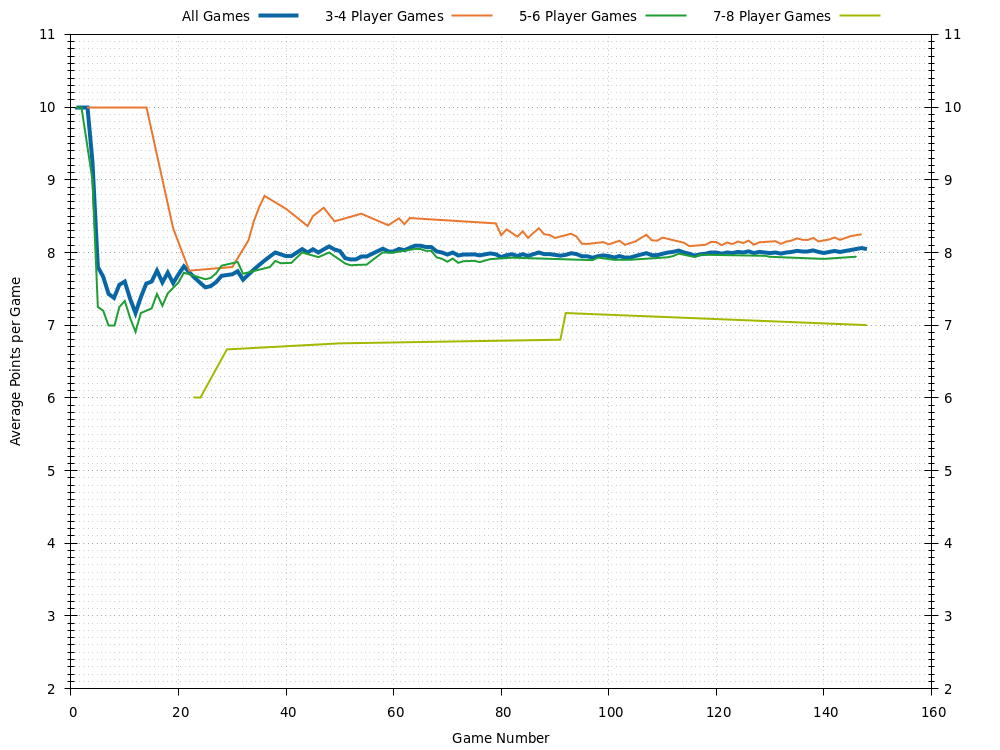 All Games 3-4 Player Games 5-6 Player Games 7-8 Player Games
11 11
10 10
9 9
8 8
7 7
6 6
5 5
4 4
3 3
2 2
Average Points per Game
0 20 40 60 80 100 120 140 160
Game Number